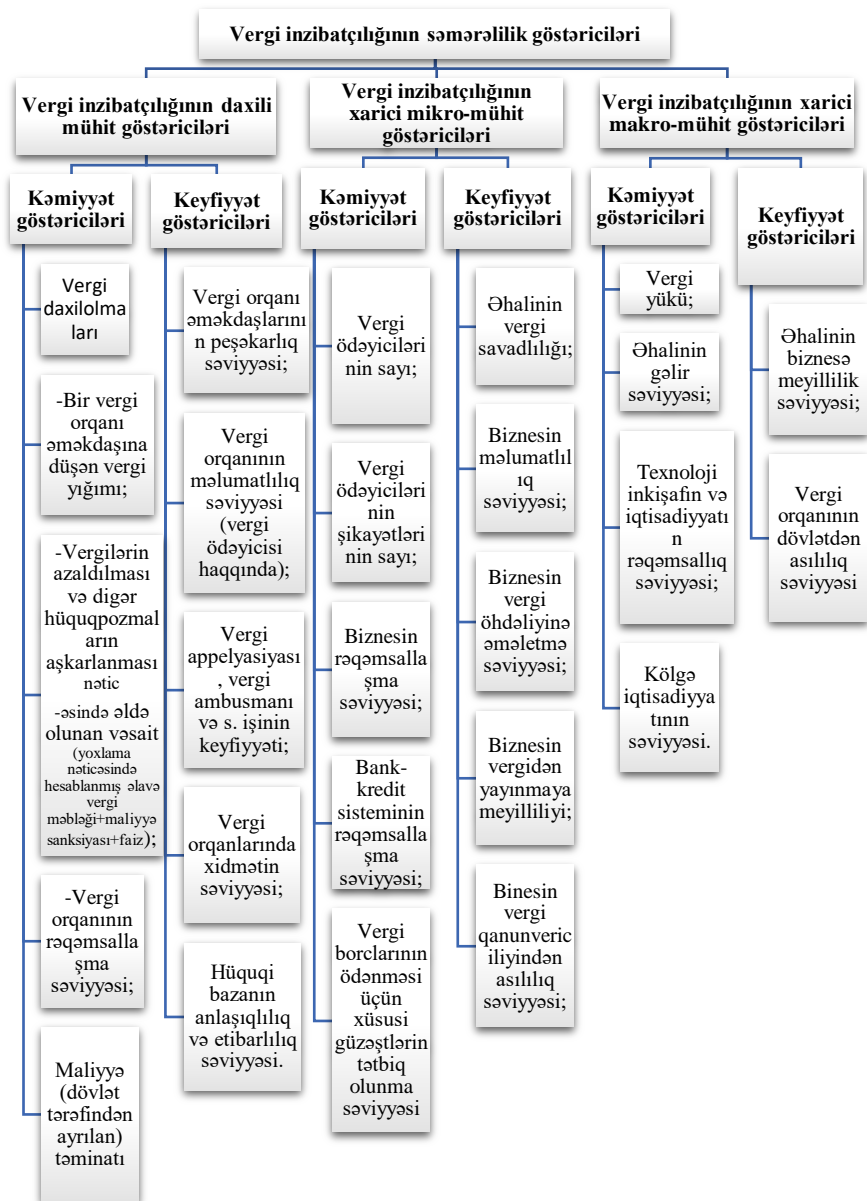 Vergi inzibatçılığının səmərəlilik göstəriciləri
Vergi inzibatçılığının daxili
mühit göstəriciləri
Kəmiyyət
göstəriciləri
Vergi
daxilolma
ları
-Bir vergi
orqanı
əməkdaşına
düşən vergi
yığımı;
-Vergilərin
azaldılması
və digər
hüquqpozmal
arın
aşkarlanması
nətic
-əsində əldə
olunan vəsait
(yoxlama
nəticəsində
hesablanmış əlavə
vergi
məbləği+maliyyə
sanksiyası+faiz);
-Vergi
orqanının
rəqəmsalla
şma
səviyyəsi;
Maliyyə
(dövlət
tərəfindən
ayrılan)
təminatı
Keyfiyyət
göstəriciləri
Vergi orqanı
əməkdaşlarını
n peşəkarlıq
səviyyəsi;
Vergi
orqanının
məlumatlılıq
səviyyəsi
(vergi
ödəyicisi
haqqında);
Vergi
appelyasiyası
, vergi
ambusmanı
və s. işinin
keyfiyyəti;
Vergi
orqanlarında
xidmətin
səviyyəsi;
Hüquqi
bazanın
anlaşıqlılıq
və etibarlılıq
səviyyəsi.
Vergi inzibatçılığının
xarici mikro-mühit
göstəriciləri
Kəmiyyət
göstəriciləri
Vergi
ödəyiciləri
nin sayı;
Vergi
ödəyiciləri
nin
şikayətləri
nin sayı;
Biznesin
rəqəmsalla
şma
səviyyəsi;
Bank-
kredit
sisteminin
rəqəmsalla
şma
səviyyəsi;
Vergi
borclarının
ödənməsi
üçün
xüsusi
güzəştlərin
tətbiq
olunma
səviyyəsi
Keyfiyyət
göstəriciləri
Əhalinin
vergi
savadlılığı;
Biznesin
məlumatlıl
ıq
səviyyəsi;
Biznesin
vergi
öhdəliyinə
əməletmə
səviyyəsi;
Biznesin
vergidən
yayınmaya
meyilliliyi;
Binesin
vergi
qanunveric
iliyindən
asılılıq
səviyyəsi;
Vergi inzibatçılığının xarici
makro-mühit göstəriciləri
Kəmiyyət
göstəriciləri
Vergi
yükü;
Əhalinin
gəlir
səviyyəsi;
Texnoloji
inkişafın və
iqtisadiyyatı
n
rəqəmsallıq
səviyyəsi;
Kölgə
iqtisadiyya
tının
səviyyəsi.
Keyfiyyət
göstəriciləri
Əhalinin
biznesə
meyillilik
səviyyəsi;
Vergi
orqanının
dövlətdən
asılılıq
səviyyəsi